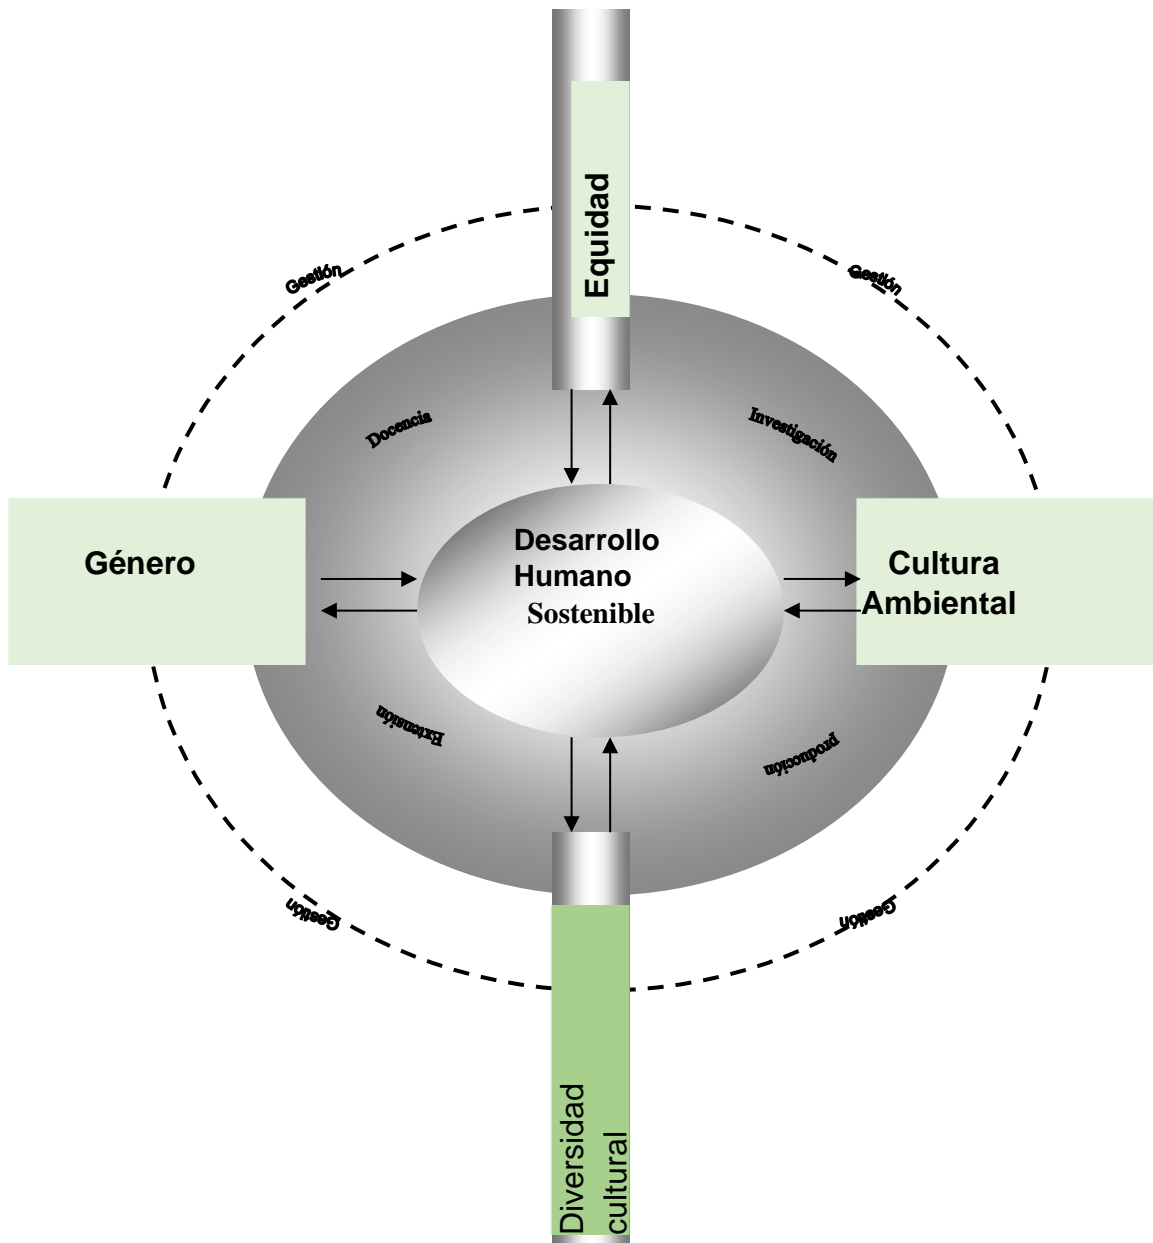 Equidad
Gestión
Gestión
Docencia
Investigación
Género
Desarrollo
Humano
Sostenible
Cultura
Ambiental
Extensión
producción
Gestión
Gestión
Diversidad
cultural